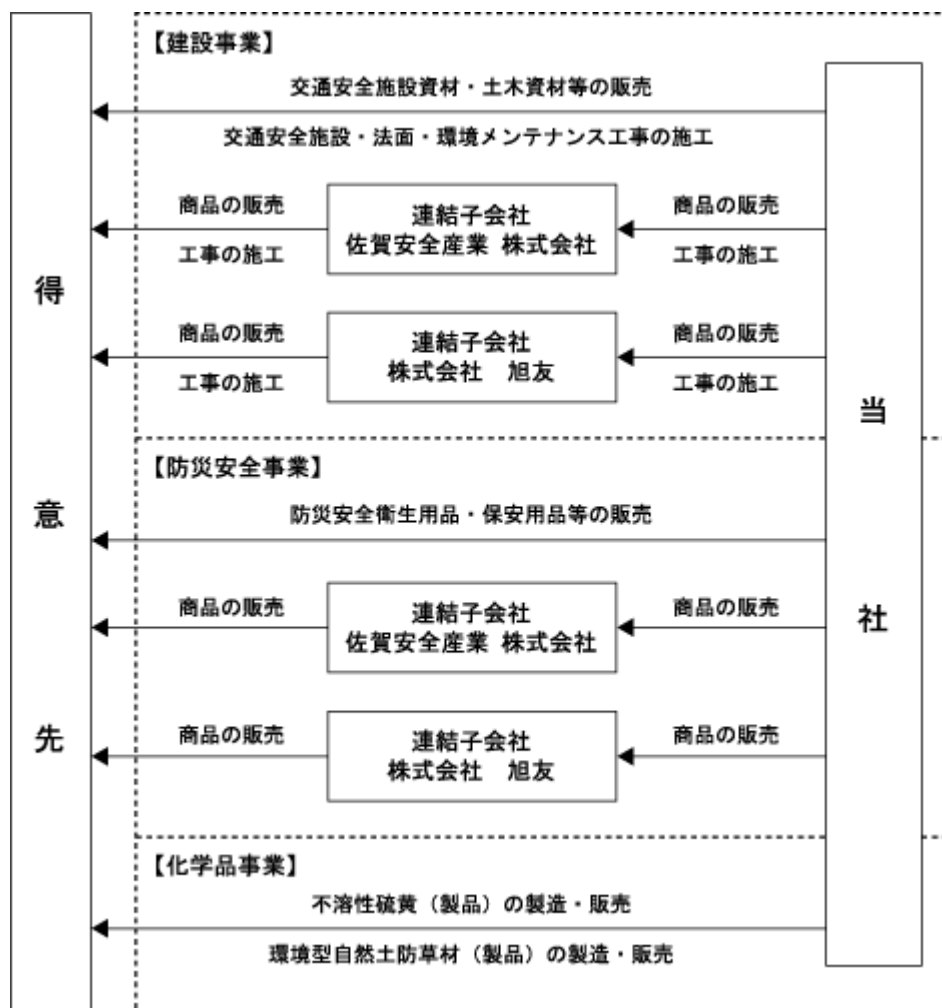 【建設事業】
交通安全施設資材・土木資材等の販売
交通安全施設・法面・環境メンテナンス工事の施工
商品の販売
工事の施工
連結子会社
佐賀安全産業 株式会社
商品の販売
工事の施工
商品の販売
工事の施工
連結子会社
株式会社　旭友
商品の販売
工事の施工
【防災安全事業】
防災安全衛生用品・保安用品等の販売
商品の販売
連結子会社
佐賀安全産業 株式会社
商品の販売
商品の販売
連結子会社
株式会社　旭友
商品の販売
【化学品事業】
不溶性硫黄（製品）の製造・販売
環境型自然土防草材（製品）の製造・販売
得意先
当社